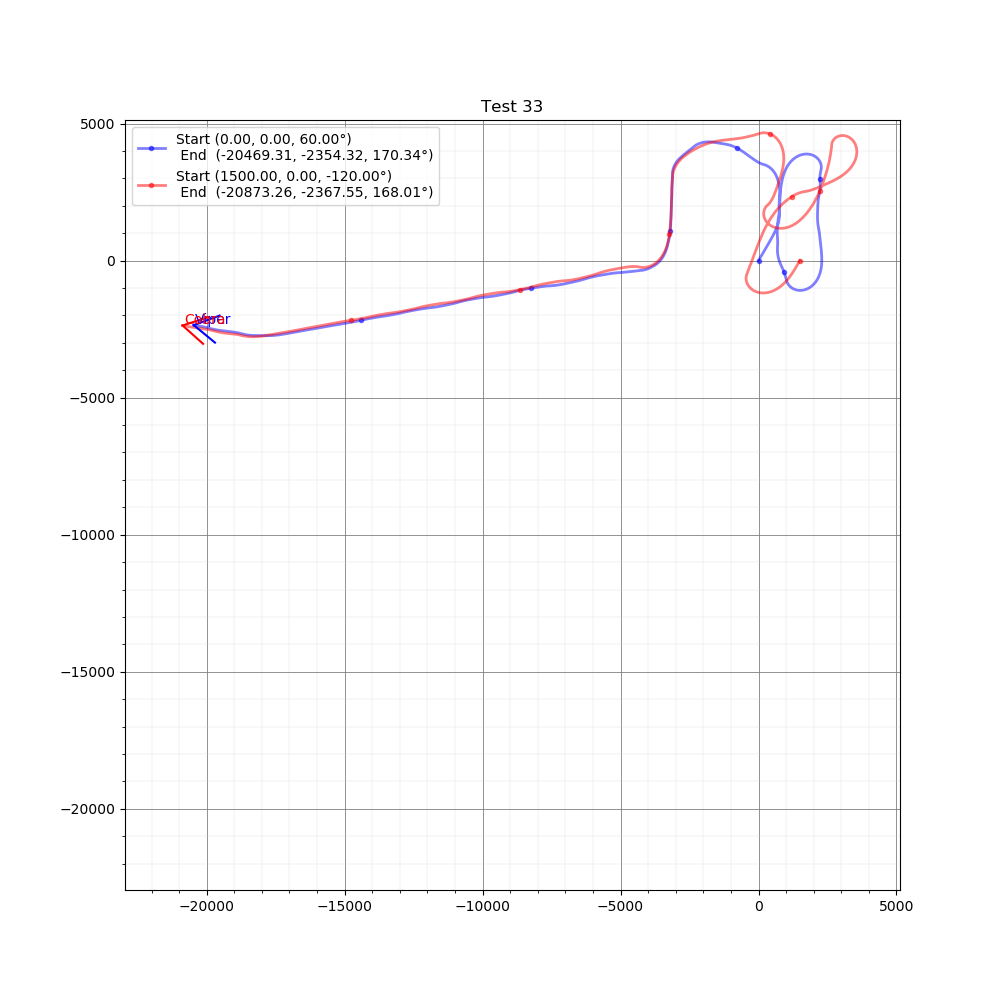 Test 33
5000
0
−5000
−10000
−15000
−20000
Start (0.00, 0.00, 60.00°)
End (-20469.31, -2354.32, 170.34°)
Start (1500.00, 0.00, -120.00°)
End (-20873.26, -2367.55, 168.01°)
−20000
−15000
−10000
−5000
0
5000